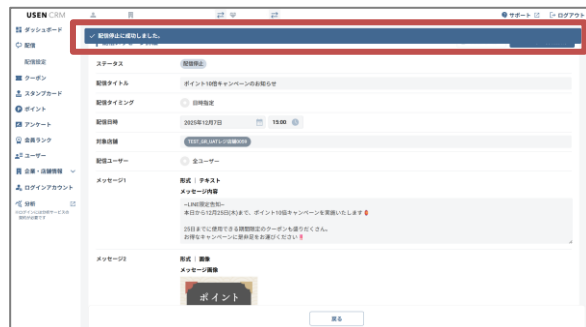 USEN CRM
サポート
ログアウト
ダッシュボード
配信
配信設定
クーポン
スタンプカード
ポイント
アンケート
会員ランク
ユーザー
企業・店舗情報
ログインアカウント
分析
配信停止に成功しました。
ステータス
配信停止
配信タイトル
ポイント10倍キャンペーンのお知らせ
配信タイミング
日時指定
配信日時
2025年12月7日
15:00
対象店舗
配信ユーザー
全ユーザー
メッセージ1
形式 | テキスト
メッセージ内容
~LINE限定告知~
本日から12月25日(木)まで、ポイント10倍キャンペーンを実施いたします
25日までに使用できる期間限定のクーポンも盛りだくさん。
お得なキャンペーンに是非足をお運びください
メッセージ2
形式 | 画像
メッセージ画像
ポイント
戻る